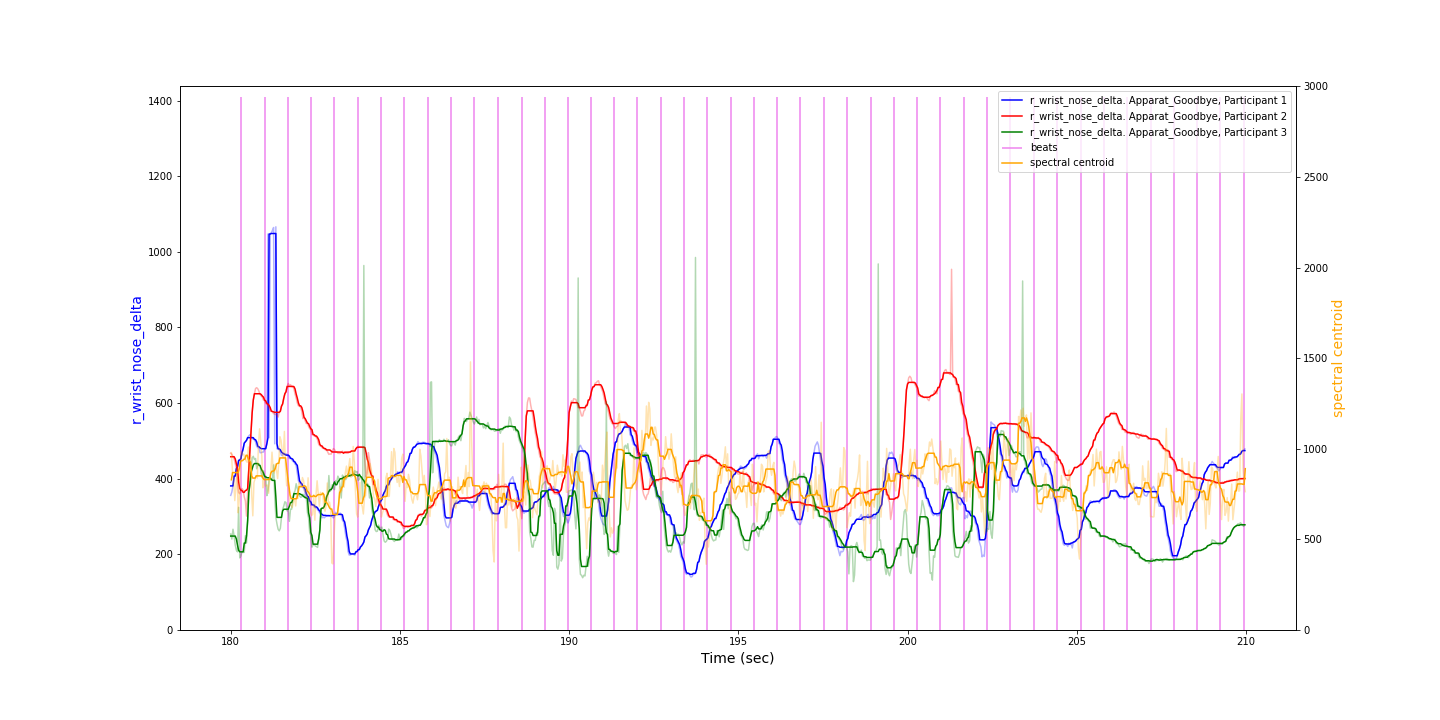 r_wrist_nose_delta. Apparat_Goodbye, Participant 1
r_wrist_nose_delta. Apparat_Goodbye, Participant 2
r_wrist_nose_delta. Apparat_Goodbye, Participant 3
beats
spectral centroid
1400
1200
1000
800
600
400
200
0
r_wrist_nose_delta
3000
2500
2000
1500
1000
500
0
spectral centroid
180
185
190
195
200
205
210
Time (sec)